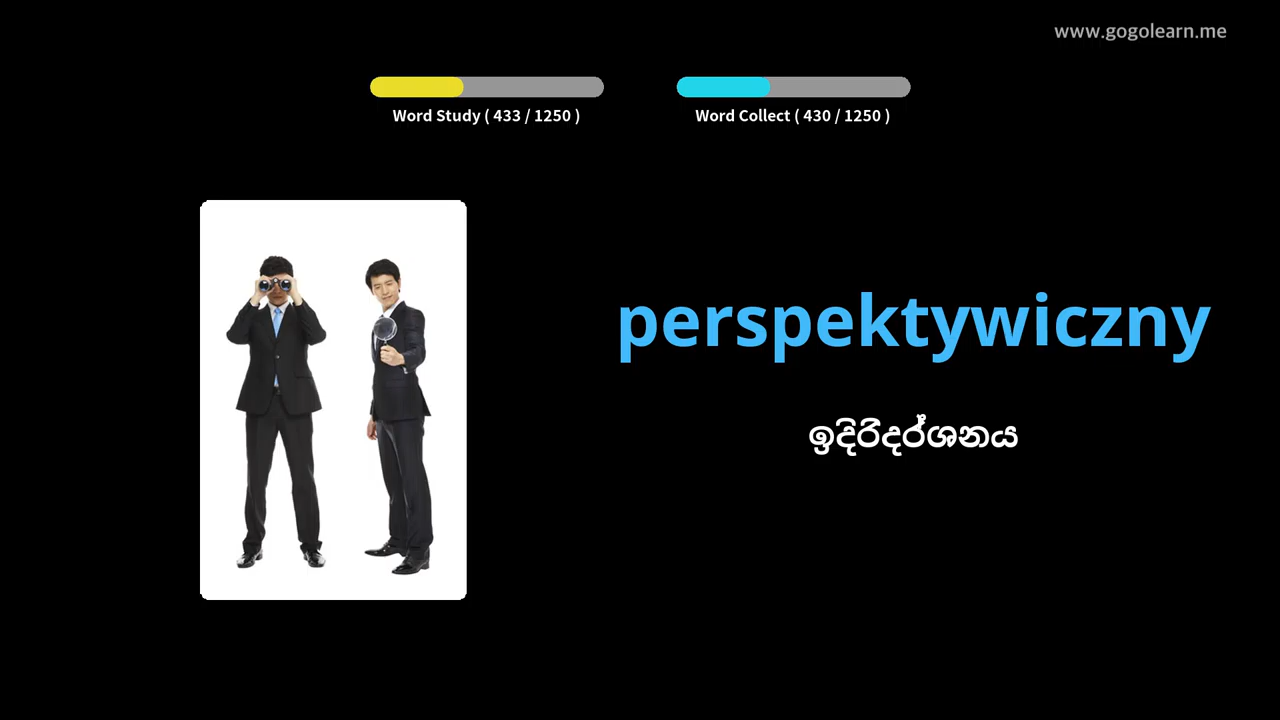 www.gogolearn.me
Word Study ( 433 / 1250 )
Word Collect ( 430 / 1250 )
perspektywiczny
ඉදිරිදර්ශනය